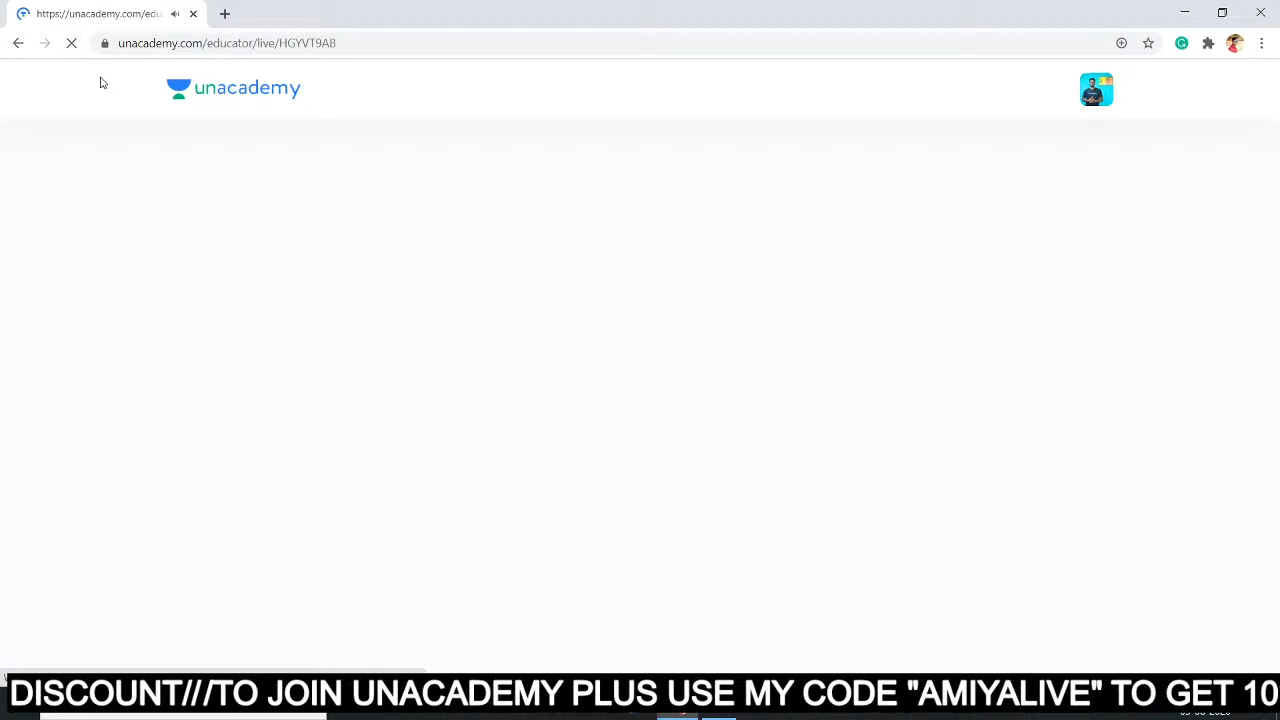 https://unacademy.com/edu
unacademy.com/educator/live/HGYVT9AB
unacademy
DISCOUNT///TO JOIN UNACADEMY PLUS USE MY CODE "AMIYALIVE" TO GET 10